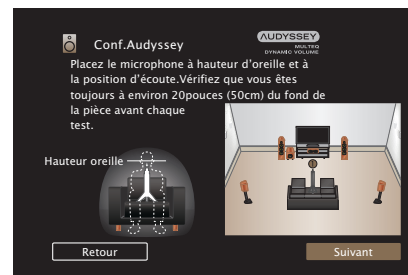 Conf.Audyssey
AUDYSSEY
MULTEQ
DYNAMIC VOLUME
Placez le microphone à hauteur d'oreille et à
la position d'écoute.Vérifiez que vous êtes
toujours à environ 20pouces (50cm) du fond de
la pièce avant chaque
test.
Hauteur oreille
Retour
Suivant